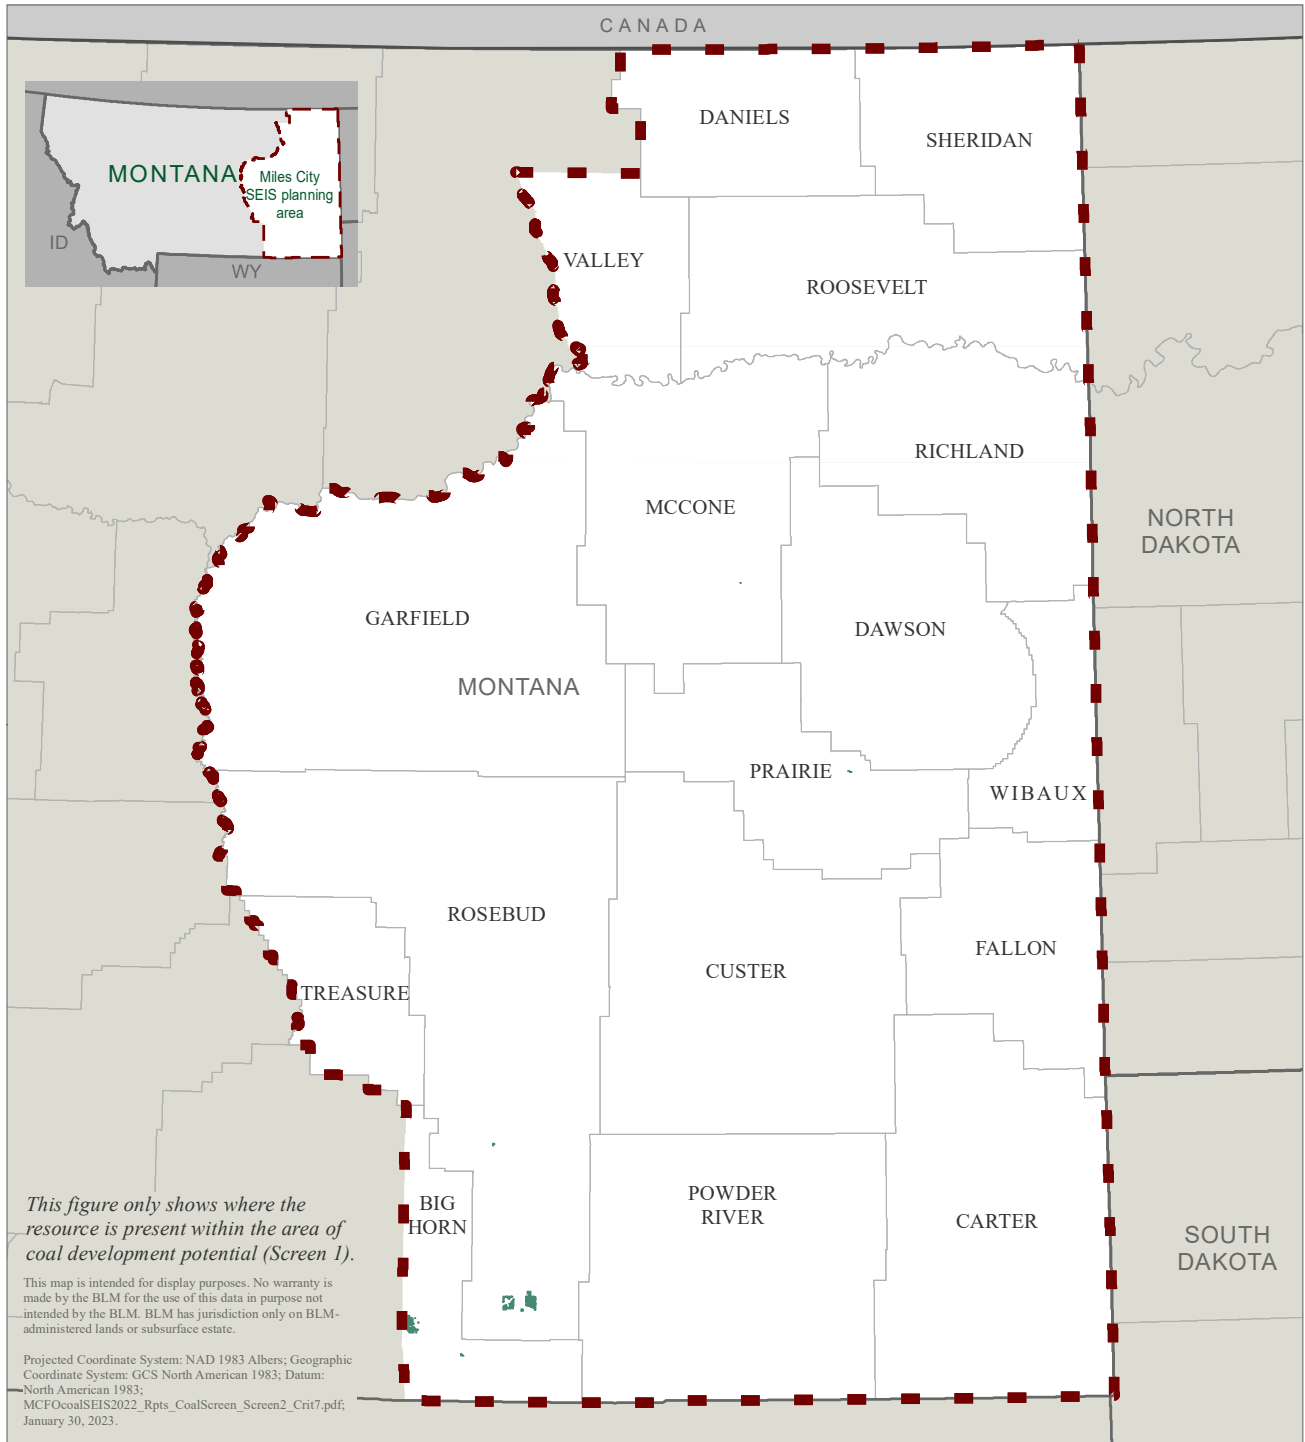 CANADA
MONTANA
Miles City
SEIS planning
area
ID
WY
DANIELS
SHERIDAN
VALLEY
ROOSEVELT
RICHLAND
MCCONE
NORTH
DAKOTA
GARFIELD
DAWSON
MONTANA
PRAIRIE
WIBAUX
ROSEBUD
FALLON
CUSTER
TREASURE
BIG
HORN
POWDER
RIVER
CARTER
SOUTH
DAKOTA
This figure only shows where the
resource is present within the area of
coal development potential (Screen 1).
This map is intended for display purposes. No warranty is
made by the BLM for the use of this data in purpose not
intended by the BLM. BLM has jurisdiction only on BLM-
administered lands or subsurface estate.
Projected Coordinate System: NAD 1983 Albers; Geographic
Coordinate System: GCS North American 1983; Datum:
North American 1983;
MCFOcoalSEIS2022_Rpts_CoalScreen_Screen2_Crit7.pdf;
January 30, 2023.